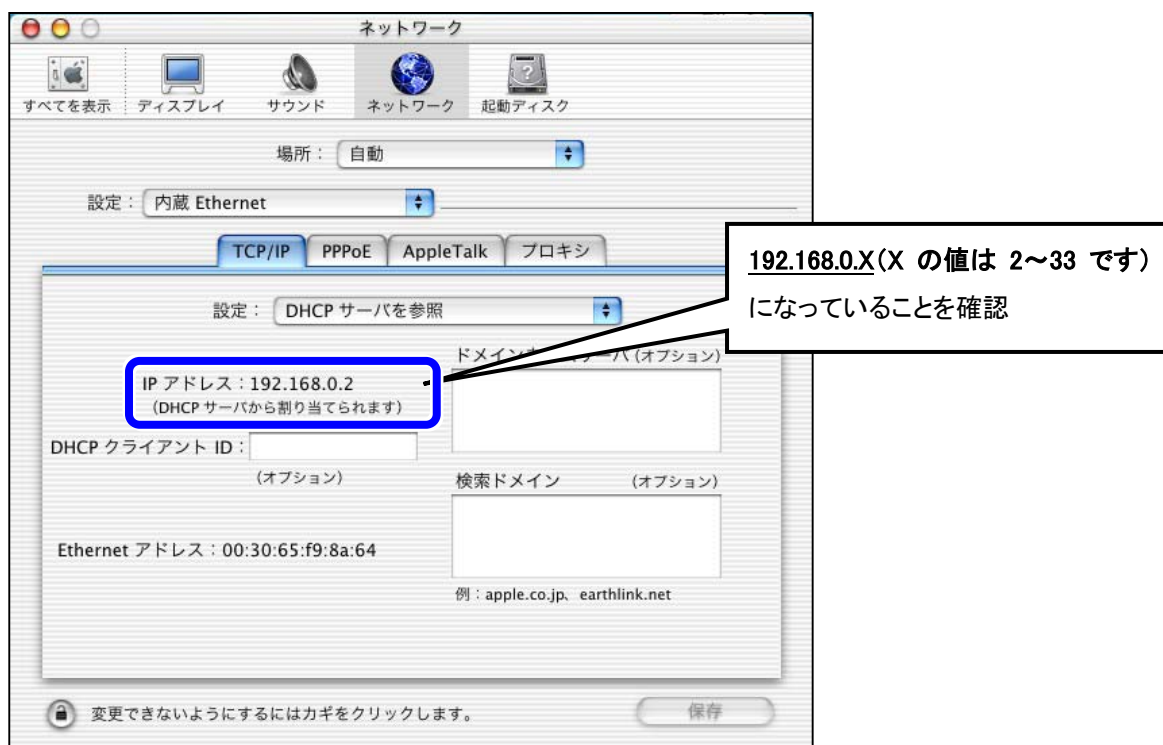 ネットワーク
すべてを表示 ディスプレイ サウンド ネットワーク 起動ディスク
場所： 自動
設定： 内蔵 Ethernet
TCP/IP PPPoE AppleTalk プロキシ
192.168.0.X(X の値は 2～33 です)
になっていることを確認
設定： DHCP サーバを参照
(オプション)
IP アドレス：192.168.0.2
（DHCP サーバから割り当てられます）
DHCP クライアント ID：
(オプション)
検索ドメイン (オプション)
Ethernet アドレス：00:30:65:f9:8a:64
例：apple.co.jp、earthlink.net
変更できないようにするにはカギをクリックします。
保存